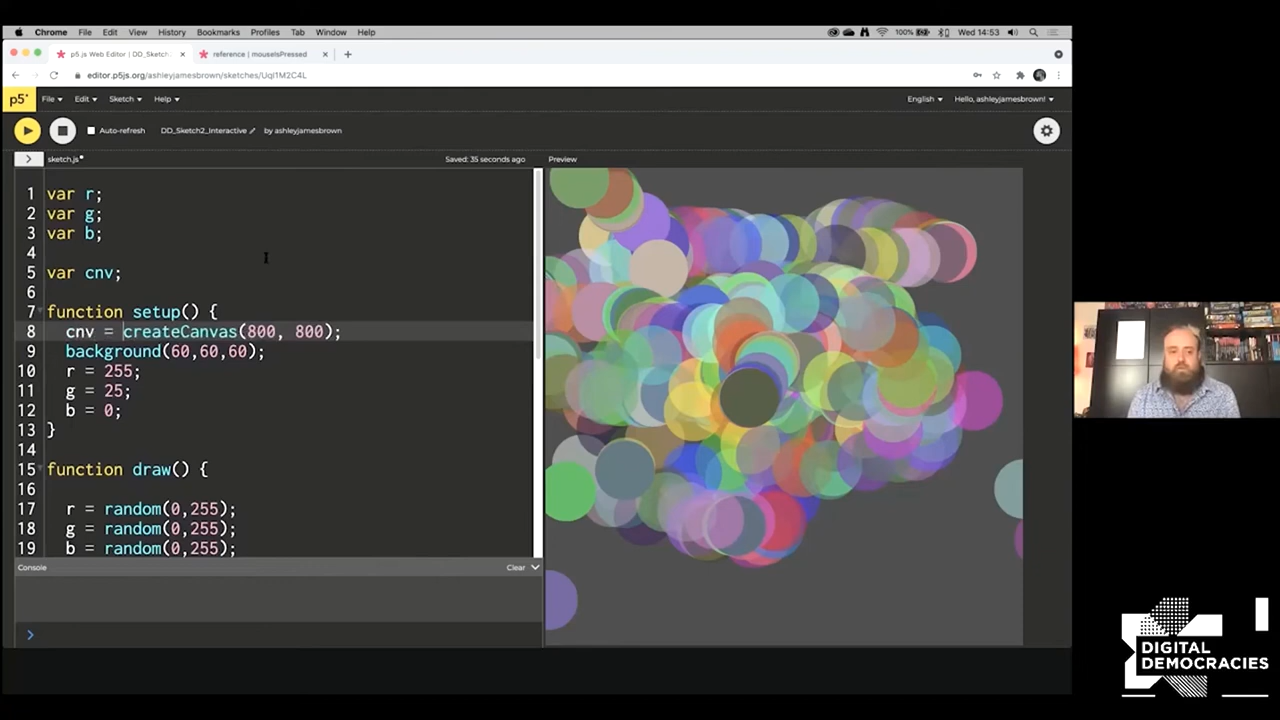 Chrome File Edit View History Bookmarks Profiles Tab Window Help 100% Wed 14:53
p5.js Web Editor | DD_Sketch reference | mouseIsPressed
editor.p5js.org/ashleyjamesbrown/sketches/UqI1M2C4L
p5* File Edit Sketch Help English Hello, ashleyjamesbrown!
Auto-refresh DD_Sketch2_Interactive by ashleyjamesbrown
sketch.js Saved: 35 seconds ago Preview
1 var r;
2 var g;
3 var b;
4
5 var cnv;
6
7 function setup() {
8 cnv = createCanvas(800, 800);
9 background(60,60,60);
10 r = 255;
11 g = 25;
12 b = 0;
13 }
14
15 function draw() {
16
17 r = random(0,255);
18 g = random(0,255);
19 b = random(0,255);
Console Clear
>
DIGITAL
DEMOCRACIES